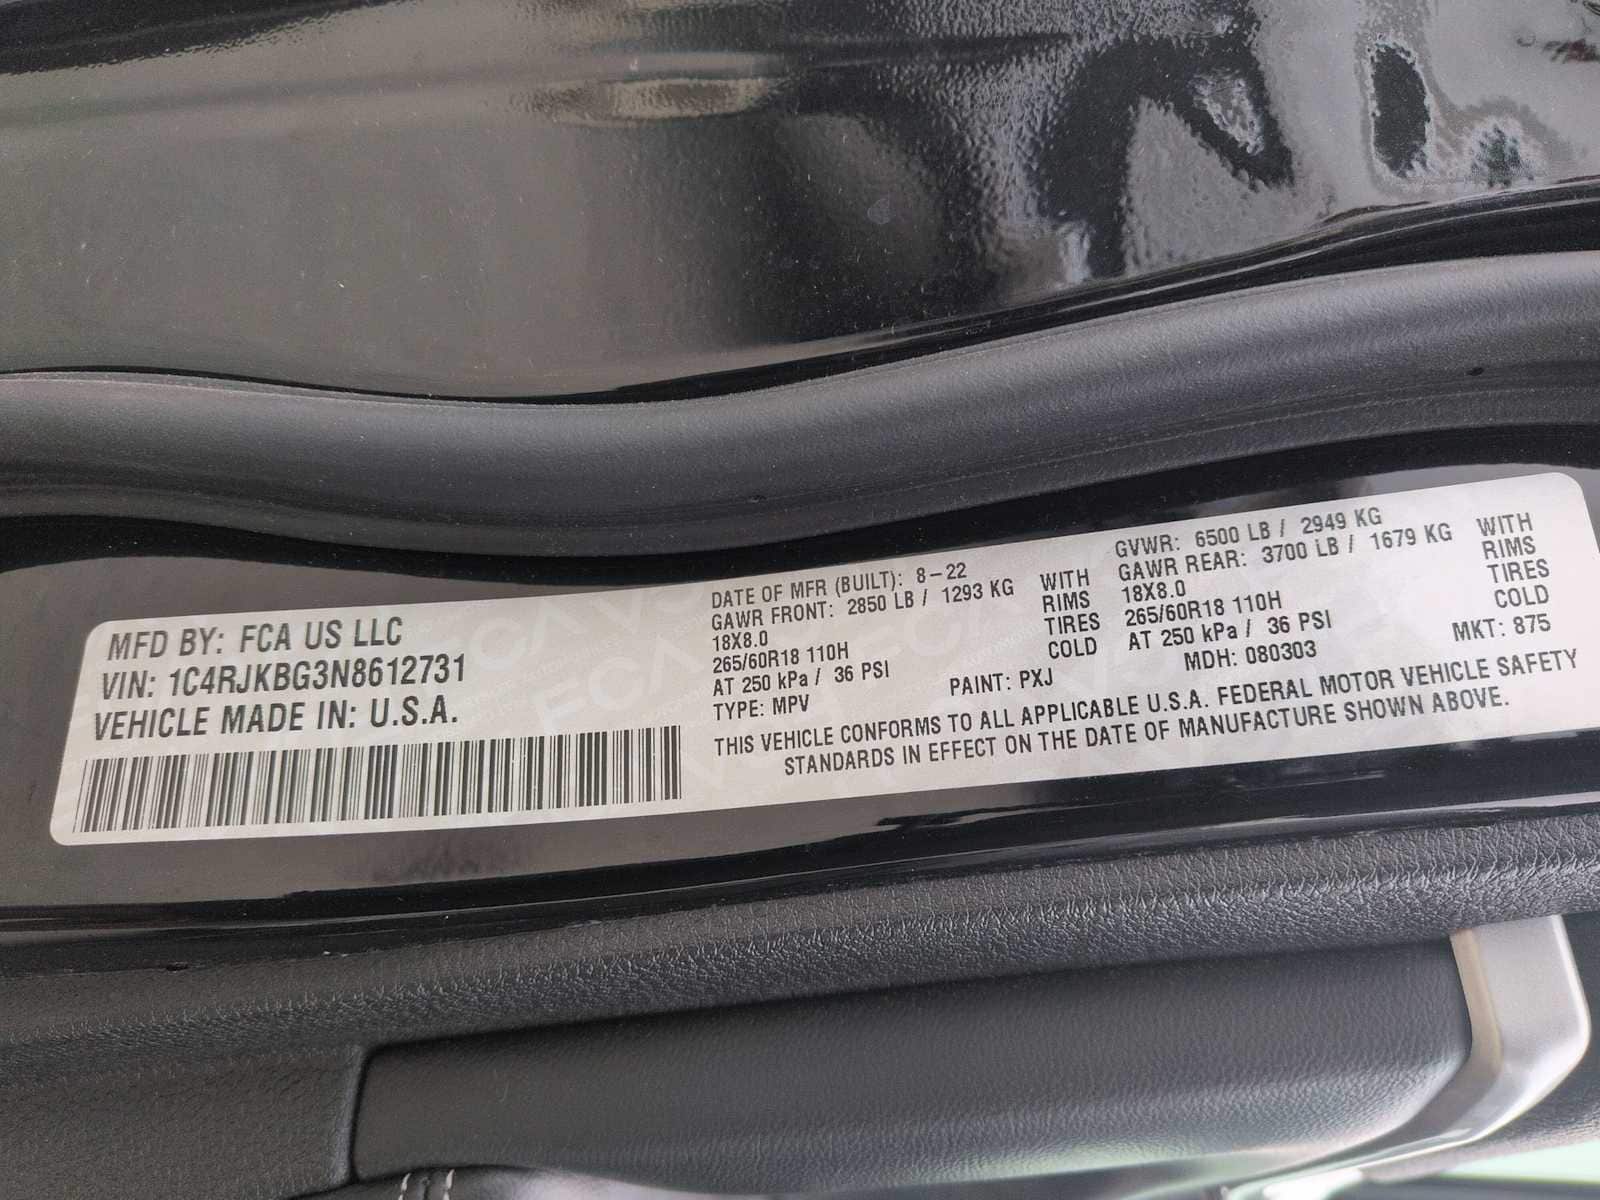 MFD BY: FCA US LLC
VIN: 1C4RJKBG3N8612731
VEHICLE MADE IN: U.S.A.
DATE OF MFR (BUILT): 8-22
GAWR FRONT: 2850 LB / 1293 KG WITH
18X8.0 RIMS
265/60R18 110H TIRES
AT 250 kPa / 36 PSI COLD
TYPE: MPV
GVWR: 6500 LB / 2949 KG
GAWR REAR: 3700 LB / 1679 KG WITH
18X8.0 RIMS
265/60R18 110H TIRES
AT 250 kPa / 36 PSI COLD
PAINT: PXJ MDH: 080303 MKT: 875
THIS VEHICLE CONFORMS TO ALL APPLICABLE U.S.A. FEDERAL MOTOR VEHICLE SAFETY
STANDARDS IN EFFECT ON THE DATE OF MANUFACTURE SHOWN ABOVE.